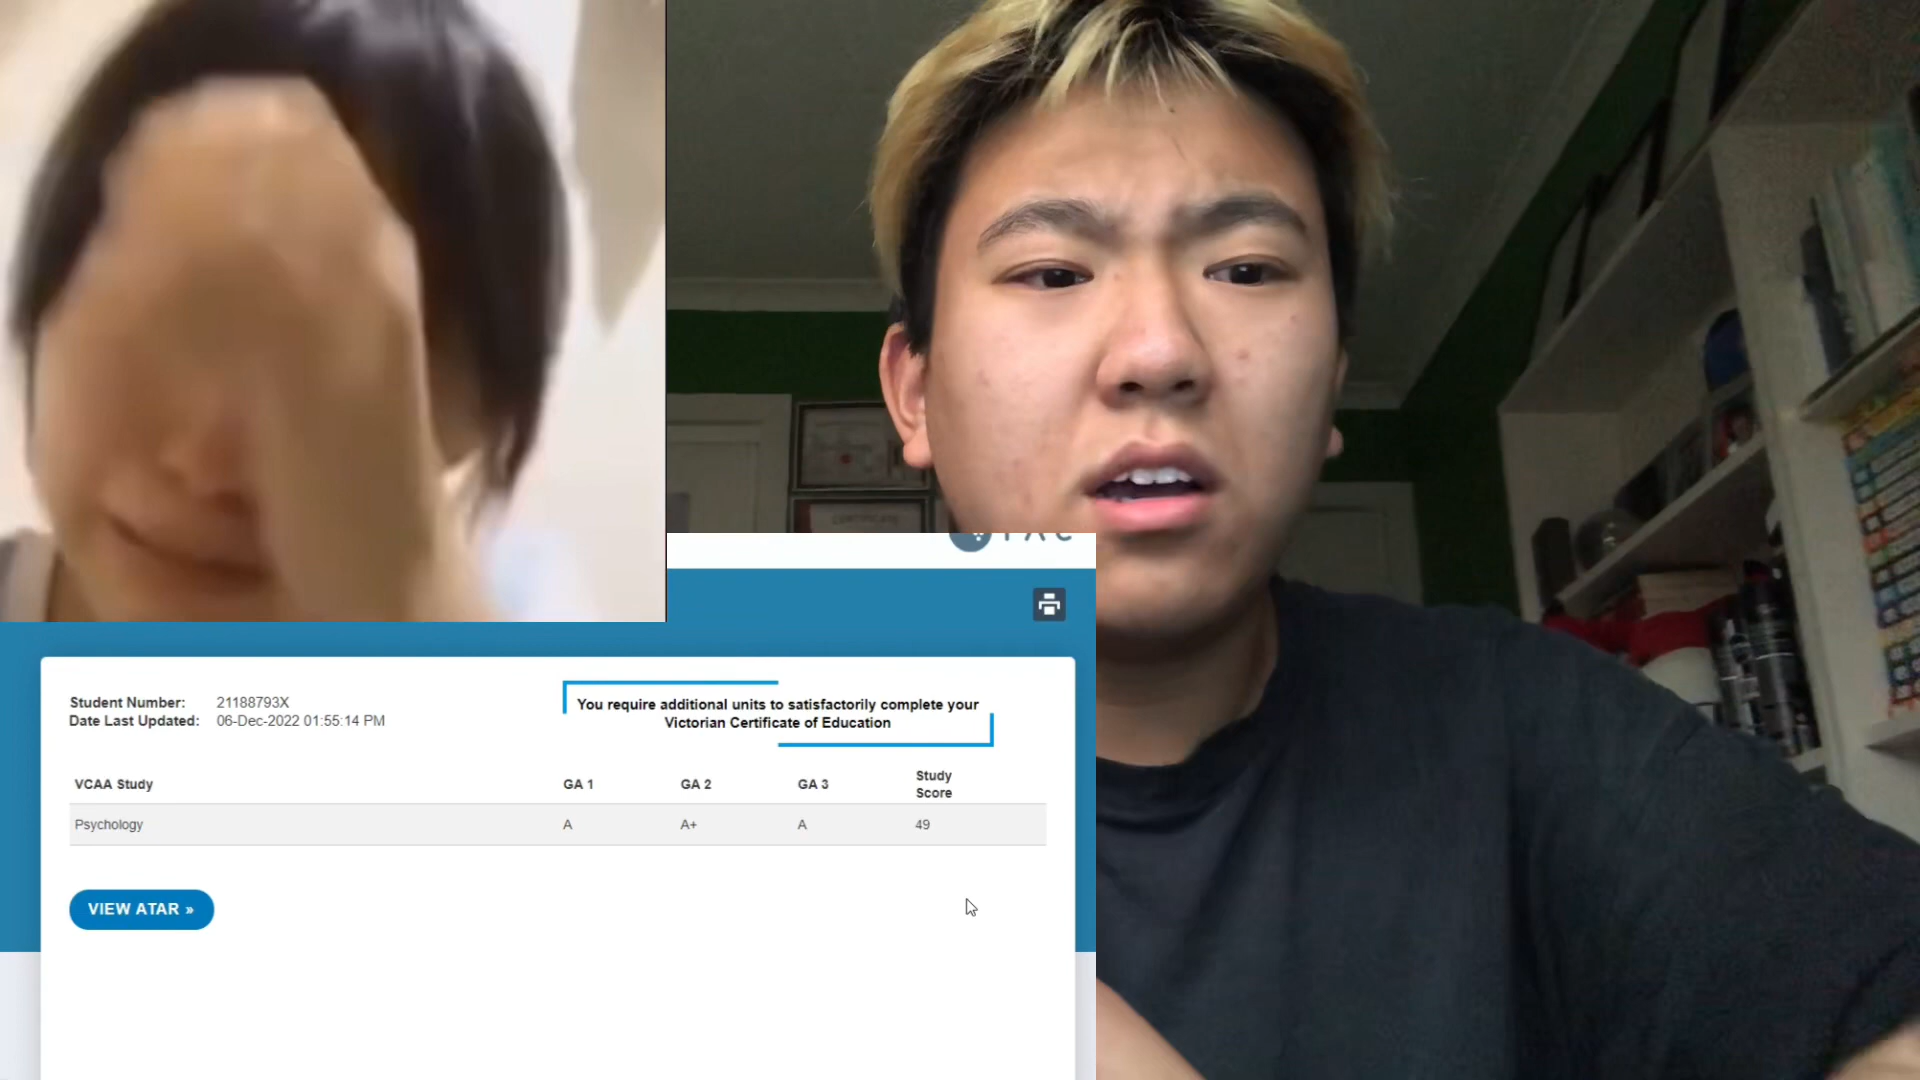 CERTIFICATE
Student Number: 21188793X
Date Last Updated: 06-Dec-2022 01:55:14 PM
You require additional units to satisfactorily complete your
Victorian Certificate of Education
VCAA Study GA 1 GA 2 GA 3 Study Score
Psychology A A+ A 49
VIEW ATAR »